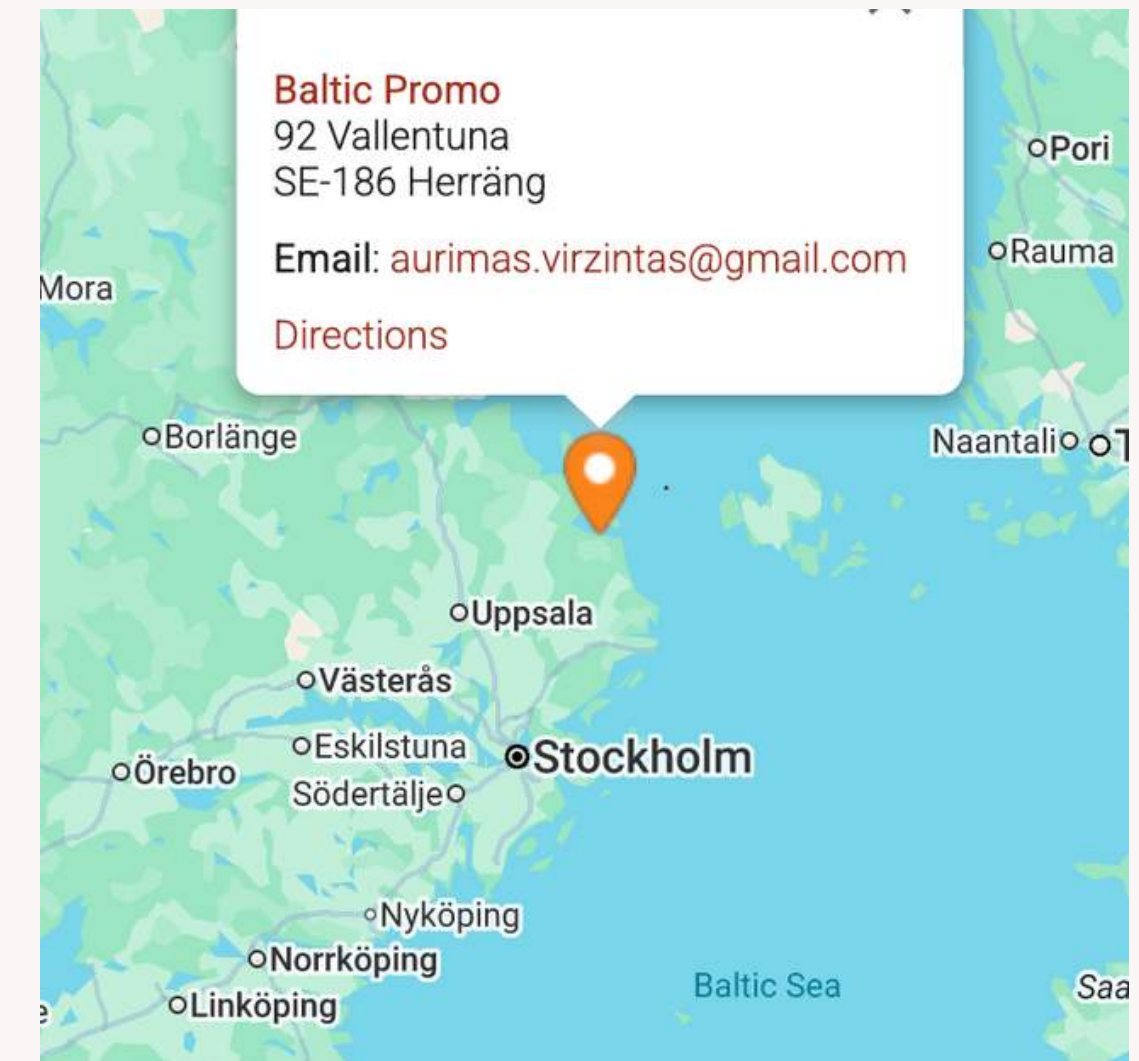 Baltic Promo
92 Vallentuna
SE-186 Herräng
Email: aurimas.virzintas@gmail.com
Directions
Pori
Rauma
Mora
Borlänge
Naantali
Uppsala
Västerås
Eskilstuna
Stockholm
Örebro
Södertälje
Nyköping
Norrköping
Baltic Sea
Linköping